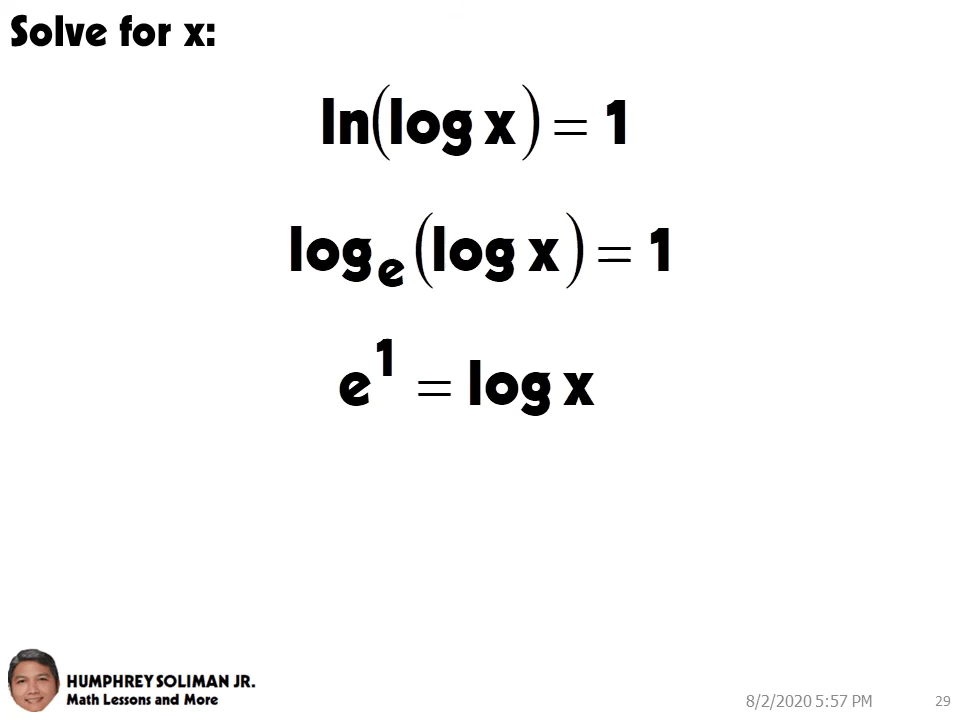 Solve for x:
ln(log x) = 1
logₑ(log x) = 1
e¹ = log x
HUMPHREY SOLIMAN JR.
Math Lessons and More
8/2/2020 5:57 PM
29